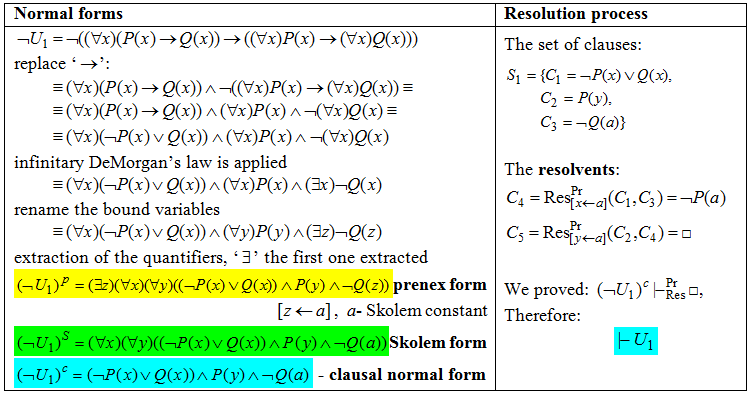 Normal forms
¬U₁ = ¬((∀x)(P(x) → Q(x)) → ((∀x)P(x) → (∀x)Q(x)))
replace ‘ → ’:
≡ (∀x)(P(x) → Q(x)) ∧ ¬((∀x)P(x) → (∀x)Q(x)) ≡
≡ (∀x)(P(x) → Q(x)) ∧ (∀x)P(x) ∧ ¬(∀x)Q(x) ≡
≡ (∀x)(¬P(x) ∨ Q(x)) ∧ (∀x)P(x) ∧ ¬(∀x)Q(x)
infinitary DeMorgan’s law is applied
≡ (∀x)(¬P(x) ∨ Q(x)) ∧ (∀x)P(x) ∧ (∃x)¬Q(x)
rename the bound variables
≡ (∀x)(¬P(x) ∨ Q(x)) ∧ (∀y)P(y) ∧ (∃z)¬Q(z)
extraction of the quantifiers, ‘ ∃ ’ the first one extracted
(¬U₁)ᵖ = (∃z)(∀x)(∀y)((¬P(x) ∨ Q(x)) ∧ P(y) ∧ ¬Q(z)) prenex form
[z ← a] , a- Skolem constant
(¬U₁)ˢ = (∀x)(∀y)((¬P(x) ∨ Q(x)) ∧ P(y) ∧ ¬Q(a)) Skolem form
(¬U₁)ᶜ = (¬P(x) ∨ Q(x)) ∧ P(y) ∧ ¬Q(a) - clausal normal form
Resolution process
The set of clauses:
S₁ = {C₁ = ¬P(x) ∨ Q(x),
C₂ = P(y),
C₃ = ¬Q(a)}
The resolvents:
C₄ = Res^Pr_[x←a](C₁,C₃) = ¬P(a)
C₅ = Res^Pr_[y←a](C₂,C₄) = □
We proved: (¬U₁)ᶜ ⊢^Pr_Res □,
Therefore:
⊢ U₁